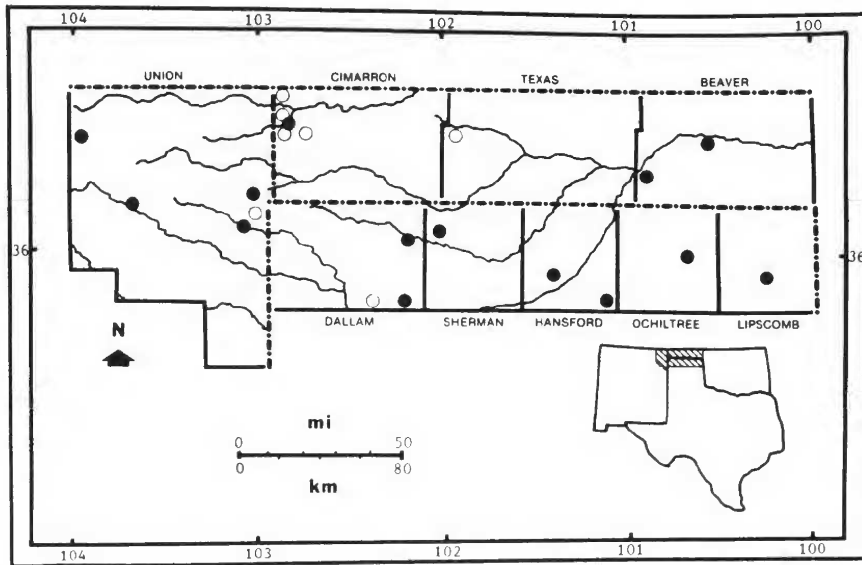 104 103 102 101 100
UNION CIMARRON TEXAS BEAVER
36 36
DALLAM SHERMAN HANSFORD OCHILTREE LIPSCOMB
N
mi
0 50
0 80
km
104 103 102 101 100